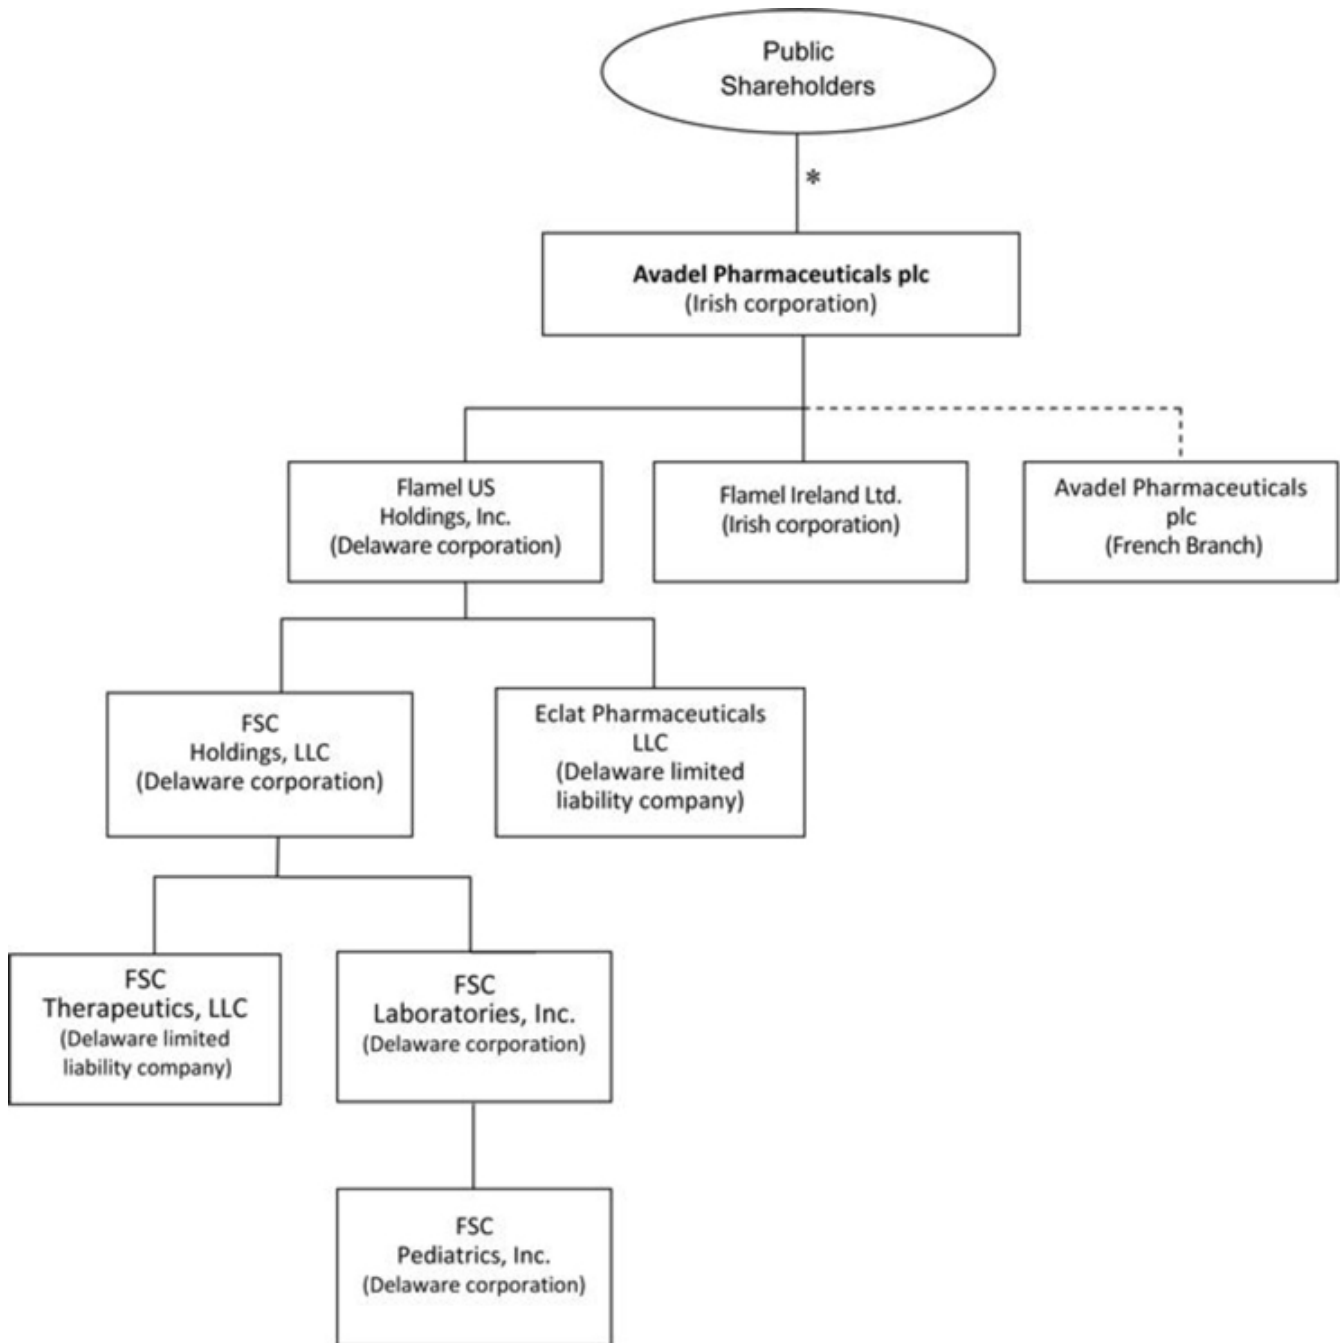 Public
Shareholders
*
Avadel Pharmaceuticals plc
(Irish corporation)
Flamel US
Holdings, Inc.
(Delaware corporation)
Flamel Ireland Ltd.
(Irish corporation)
Avadel Pharmaceuticals
plc
(French Branch)
FSC
Holdings, LLC
(Delaware corporation)
Eclat Pharmaceuticals
LLC
(Delaware limited
liability company)
FSC
Therapeutics, LLC
(Delaware limited
liability company)
FSC
Laboratories, Inc.
(Delaware corporation)
FSC
Pediatrics, Inc.
(Delaware corporation)